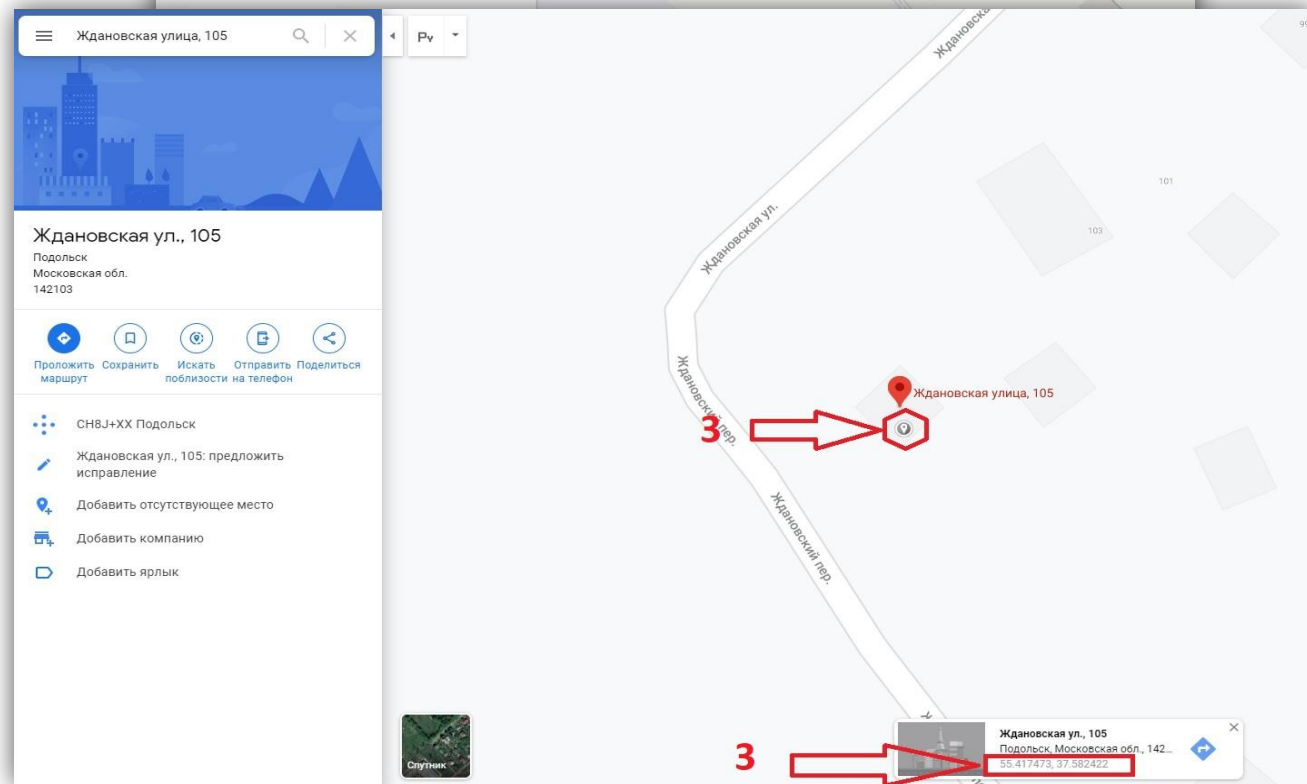 Ждановская улица, 105
Ру
Ждановская ул., 105
Подольск
Московская обл.
142103
Проложить маршрут
Сохранить
Искать поблизости
Отправить на телефон
Поделиться
CH8J+XX Подольск
Ждановская ул., 105: предложить
исправление
Добавить отсутствующее место
Добавить компанию
Добавить ярлык
Спутник
Ждановская
99
101
103
Ждановская ул.
Ждановский пер.
Ждановская улица, 105
3
Ждановский пер.
3
Ждановская ул., 105
Подольск, Московская обл., 142...
55.417473, 37.582422